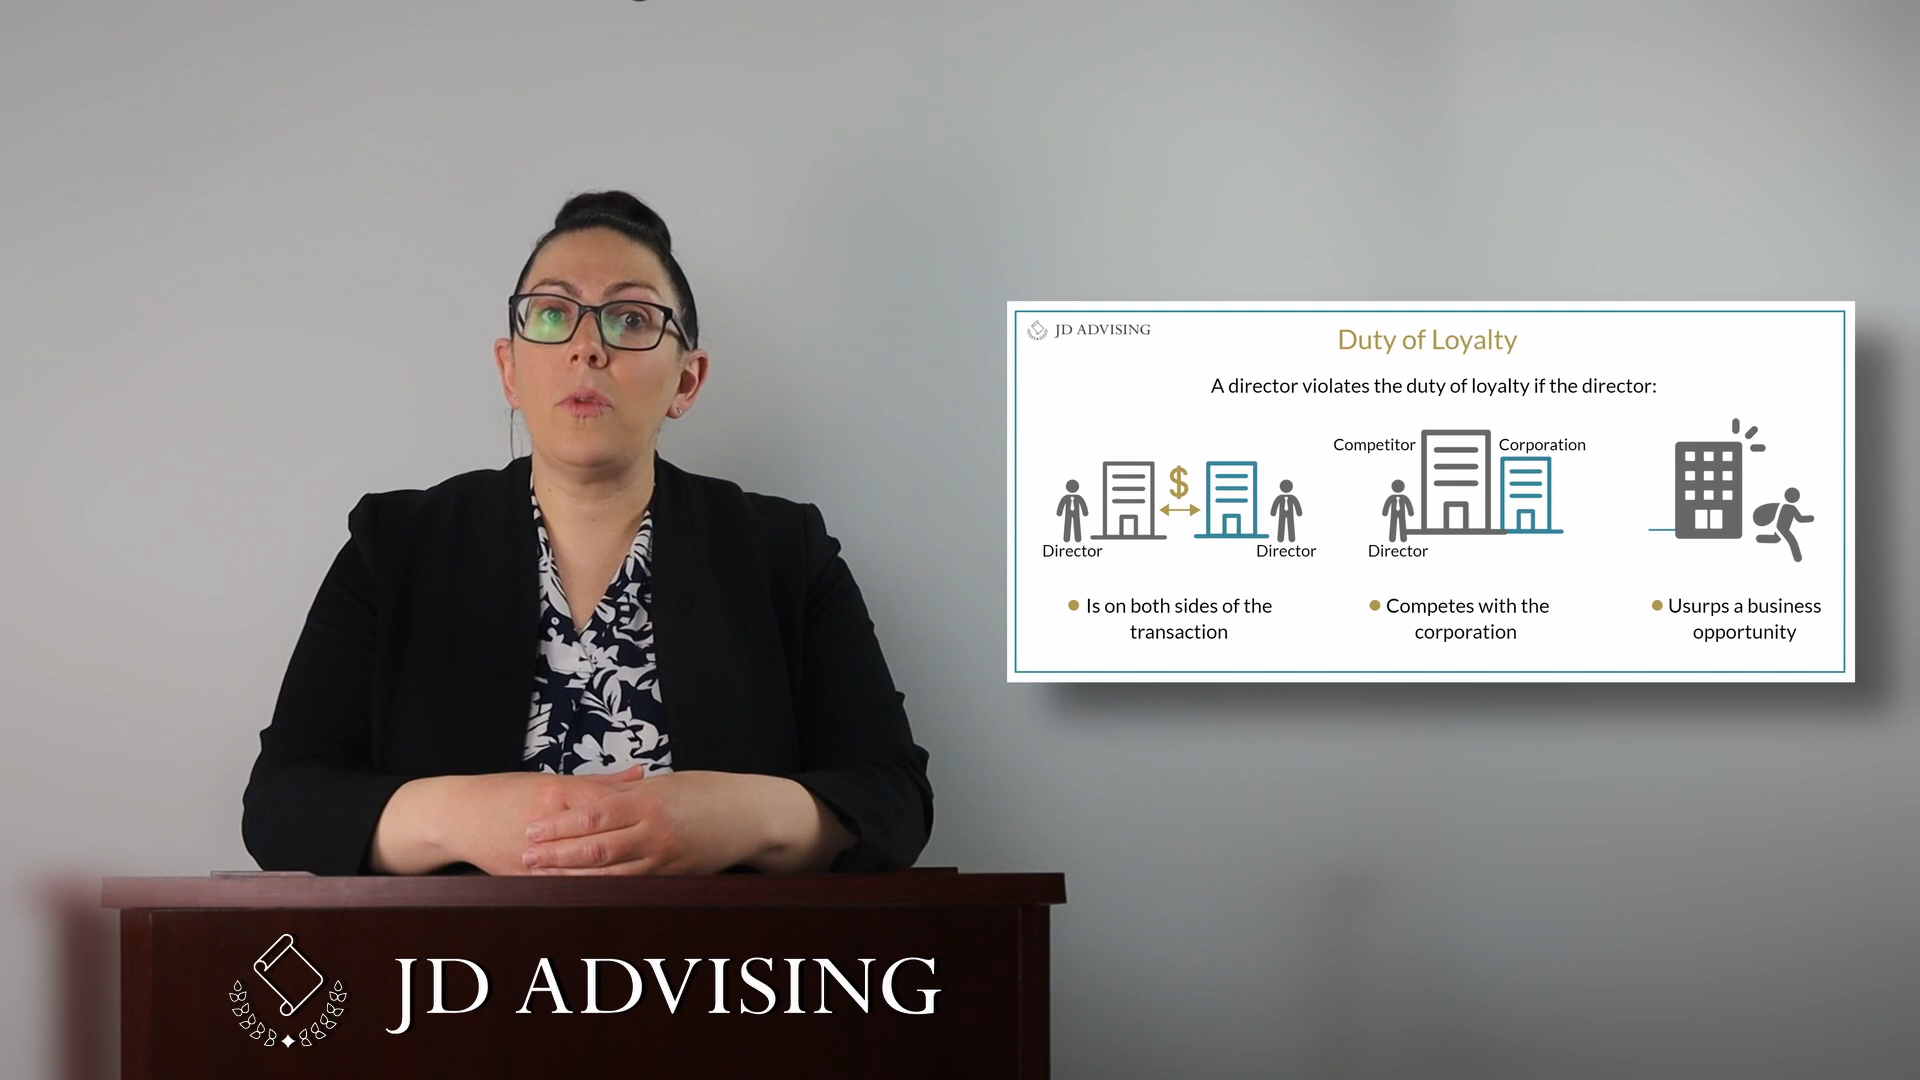 JD ADVISING
Duty of Loyalty
A director violates the duty of loyalty if the director:
Competitor
Corporation
$
Director
Director
Director
Is on both sides of the
transaction
Competes with the
corporation
Usurps a business
opportunity
JD ADVISING